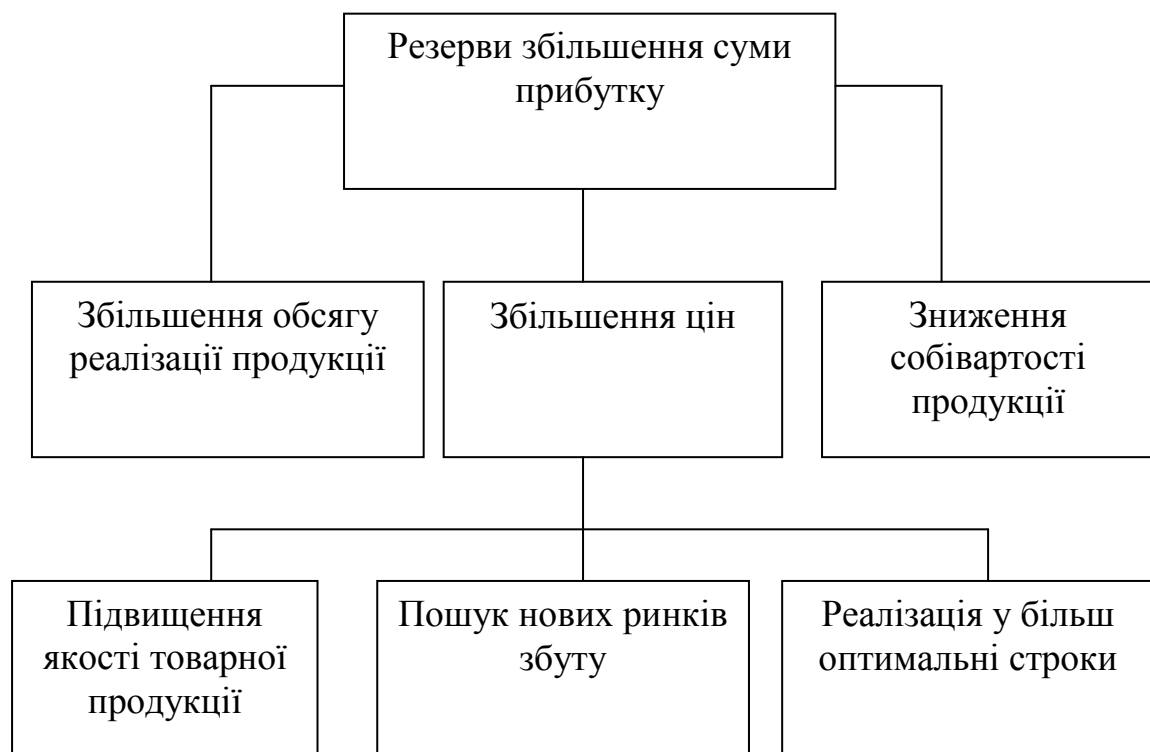 Резерви збільшення суми
прибутку
Збільшення обсягу
реалізації продукції
Збільшення цін
Зниження
собівартості
продукції
Підвищення
якості товарної
продукції
Пошук нових ринків
збуту
Реалізація у більш
оптимальні строки